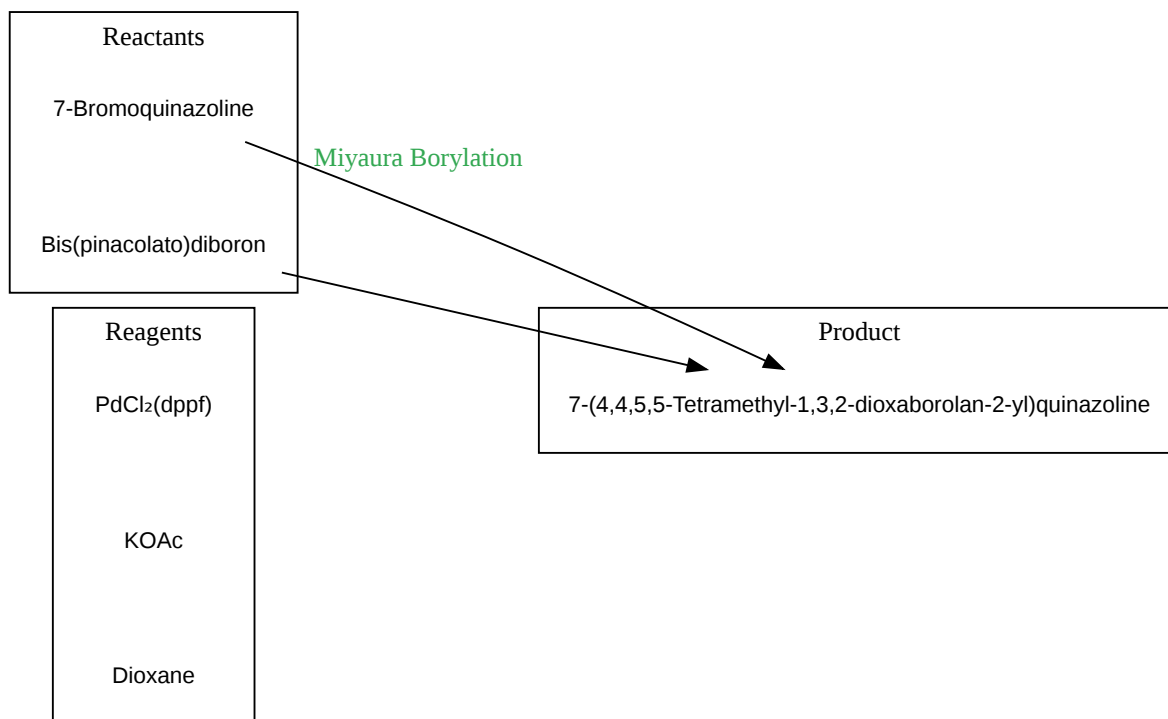 Reactants
7-Bromoquinazoline
Miyaura Borylation
Bis(pinacolato)diboron
Reagents
Product
PdCl₂(dppf)
7-(4,4,5,5-Tetramethyl-1,3,2-dioxaborolan-2-yl)quinazoline
KOAc
Dioxane